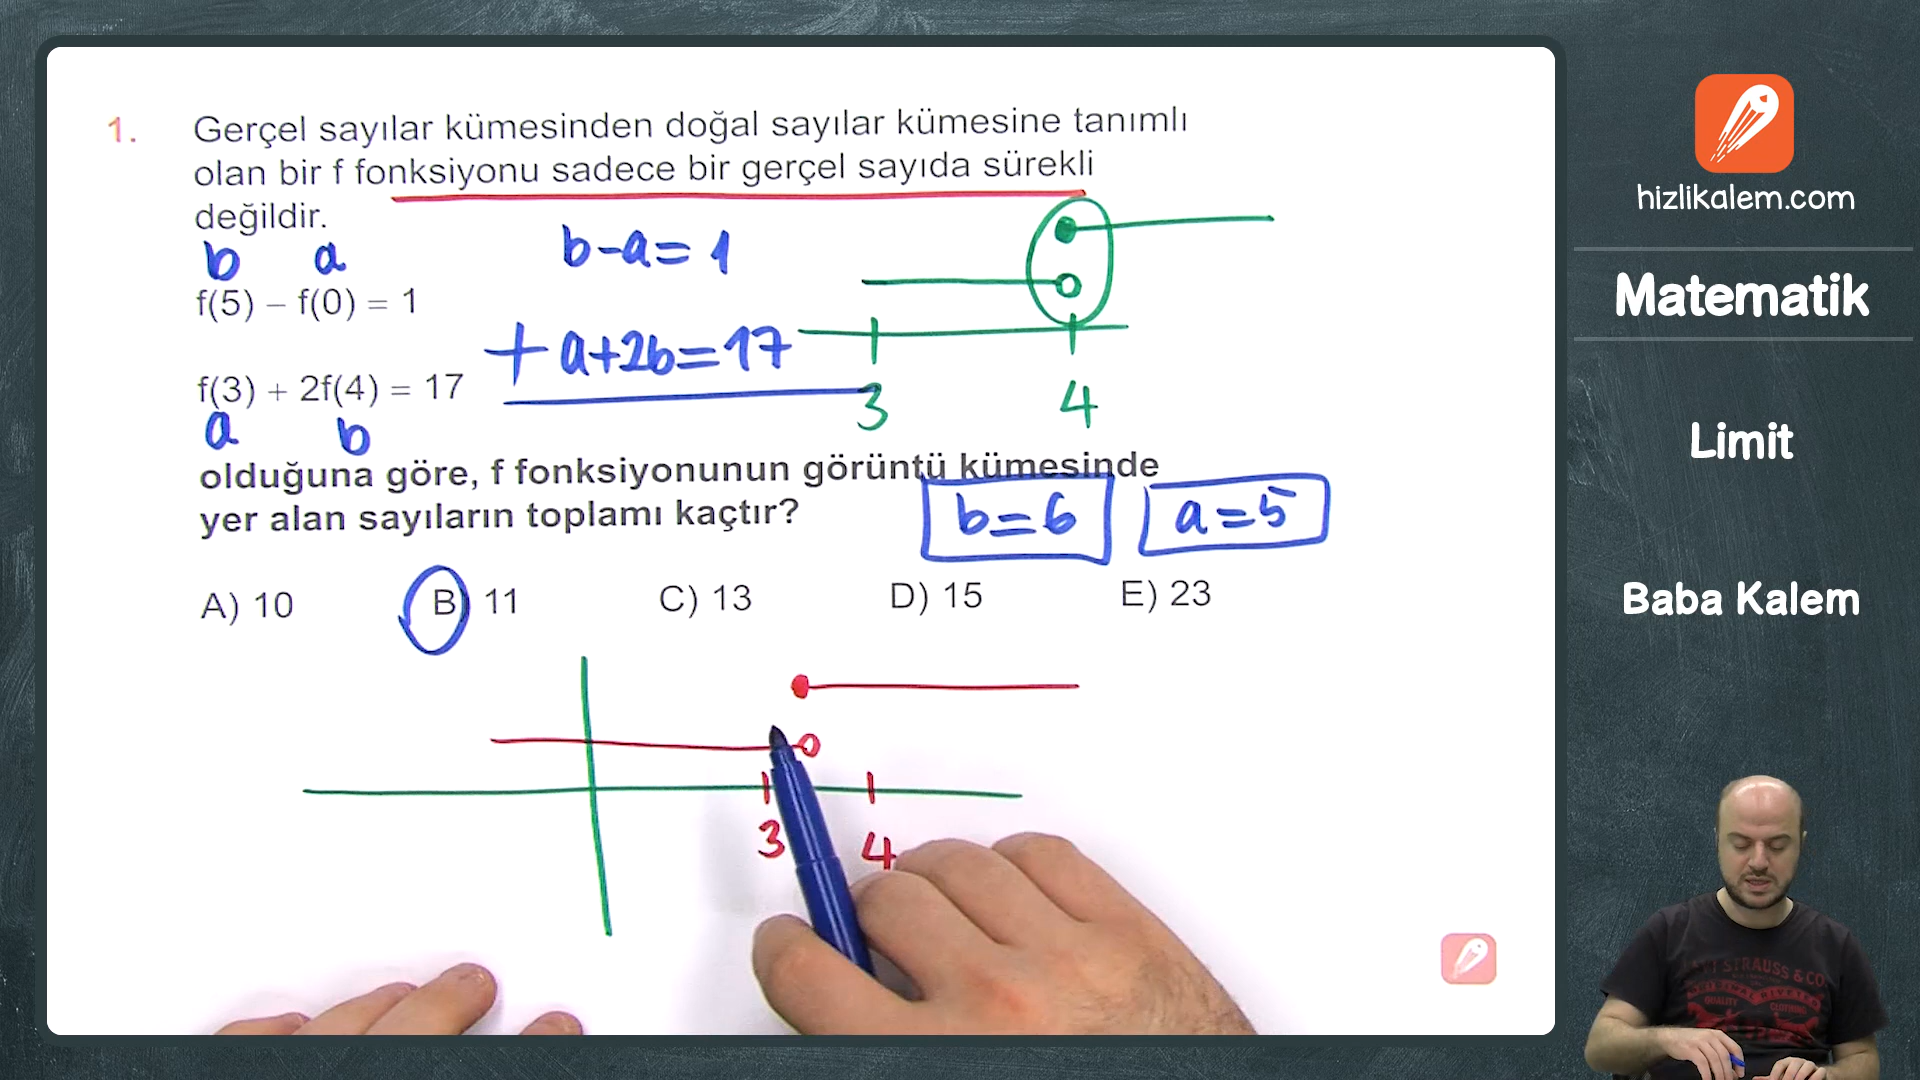 1. Gerçel sayılar kümesinden doğal sayılar kümesine tanımlı
olan bir f fonksiyonu sadece bir gerçel sayıda sürekli
değildir.
b a
b-a=1
f(5) – f(0) = 1
+ a+2b=17
f(3) + 2f(4) = 17
a b
3 4
olduğuna göre, f fonksiyonunun görüntü kümesinde
yer alan sayıların toplamı kaçtır?
b=6 a=5
A) 10 B) 11 C) 13 D) 15 E) 23
3 4
hizlikalem.com
Matematik
Limit
Baba Kalem